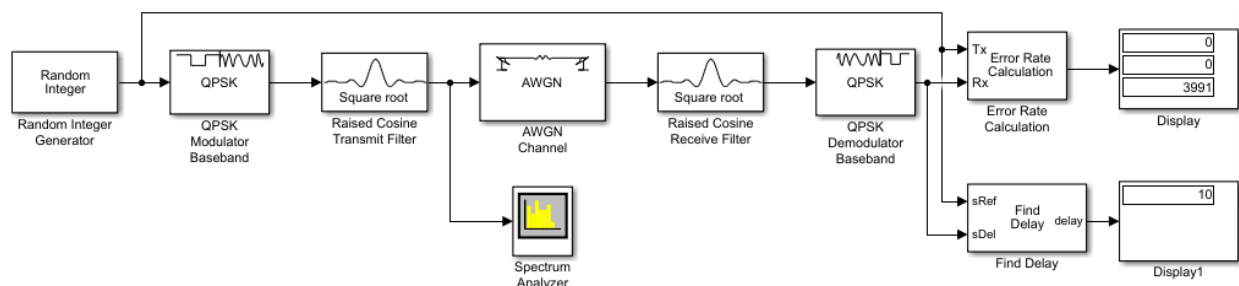 Random
Integer
Random Integer
Generator
QPSK
QPSK
Modulator
Baseband
Square root
Raised Cosine
Transmit Filter
AWGN
AWGN
Channel
Square root
Raised Cosine
Receive Filter
QPSK
QPSK
Demodulator
Baseband
Tx
Rx
Error Rate
Calculation
Error Rate
Calculation
0
0
3991
Display
Spectrum
Analyzer
sRef
sDel
Find
Delay
delay
Find Delay
10
Display1